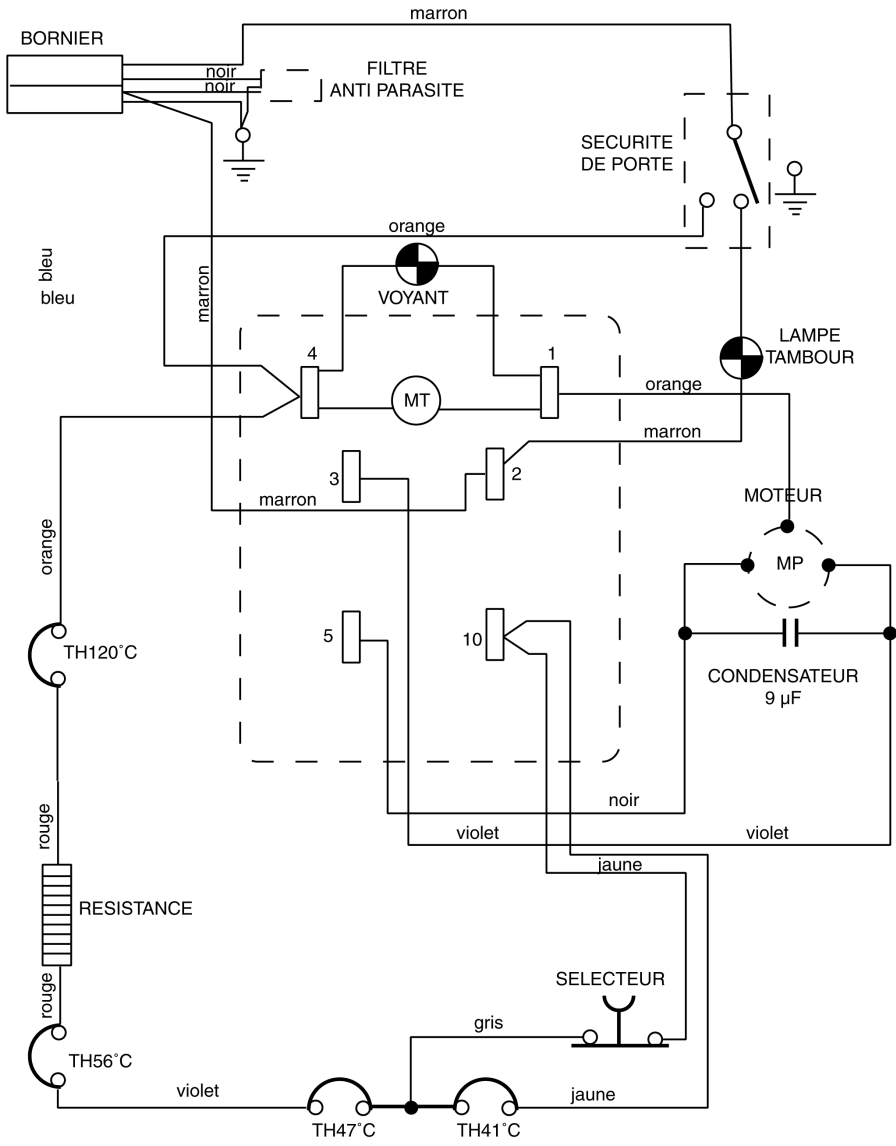 marron
BORNIER
noir
noir
FILTRE
ANTI PARASITE
SÉCURITE
DE PORTE
orange
bleu
bleu
marron
VOYANT
4
1
MT
LAMPE
TAMBOUR
orange
marron
3
2
marron
MOTEUR
MP
orange
5
10
TH120°C
CONDENSATEUR
9 µF
noir
violet
violet
jaune
rouge
RESISTANCE
rouge
SELECTEUR
gris
TH56°C
violet
jaune
TH47°C
TH41°C